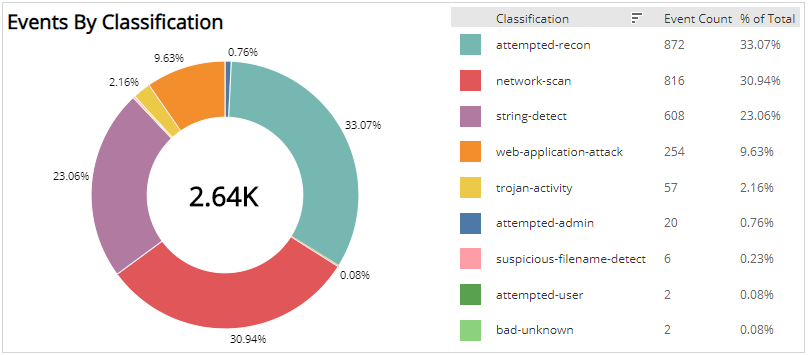 Events By Classification
0.76%
9.63%
2.16%
33.07%
23.06%
2.64K
0.08%
30.94%
Classification Event Count % of Total
attempted-recon 872 33.07%
network-scan 816 30.94%
string-detect 608 23.06%
web-application-attack 254 9.63%
trojan-activity 57 2.16%
attempted-admin 20 0.76%
suspicious-filename-detect 6 0.23%
attempted-user 2 0.08%
bad-unknown 2 0.08%